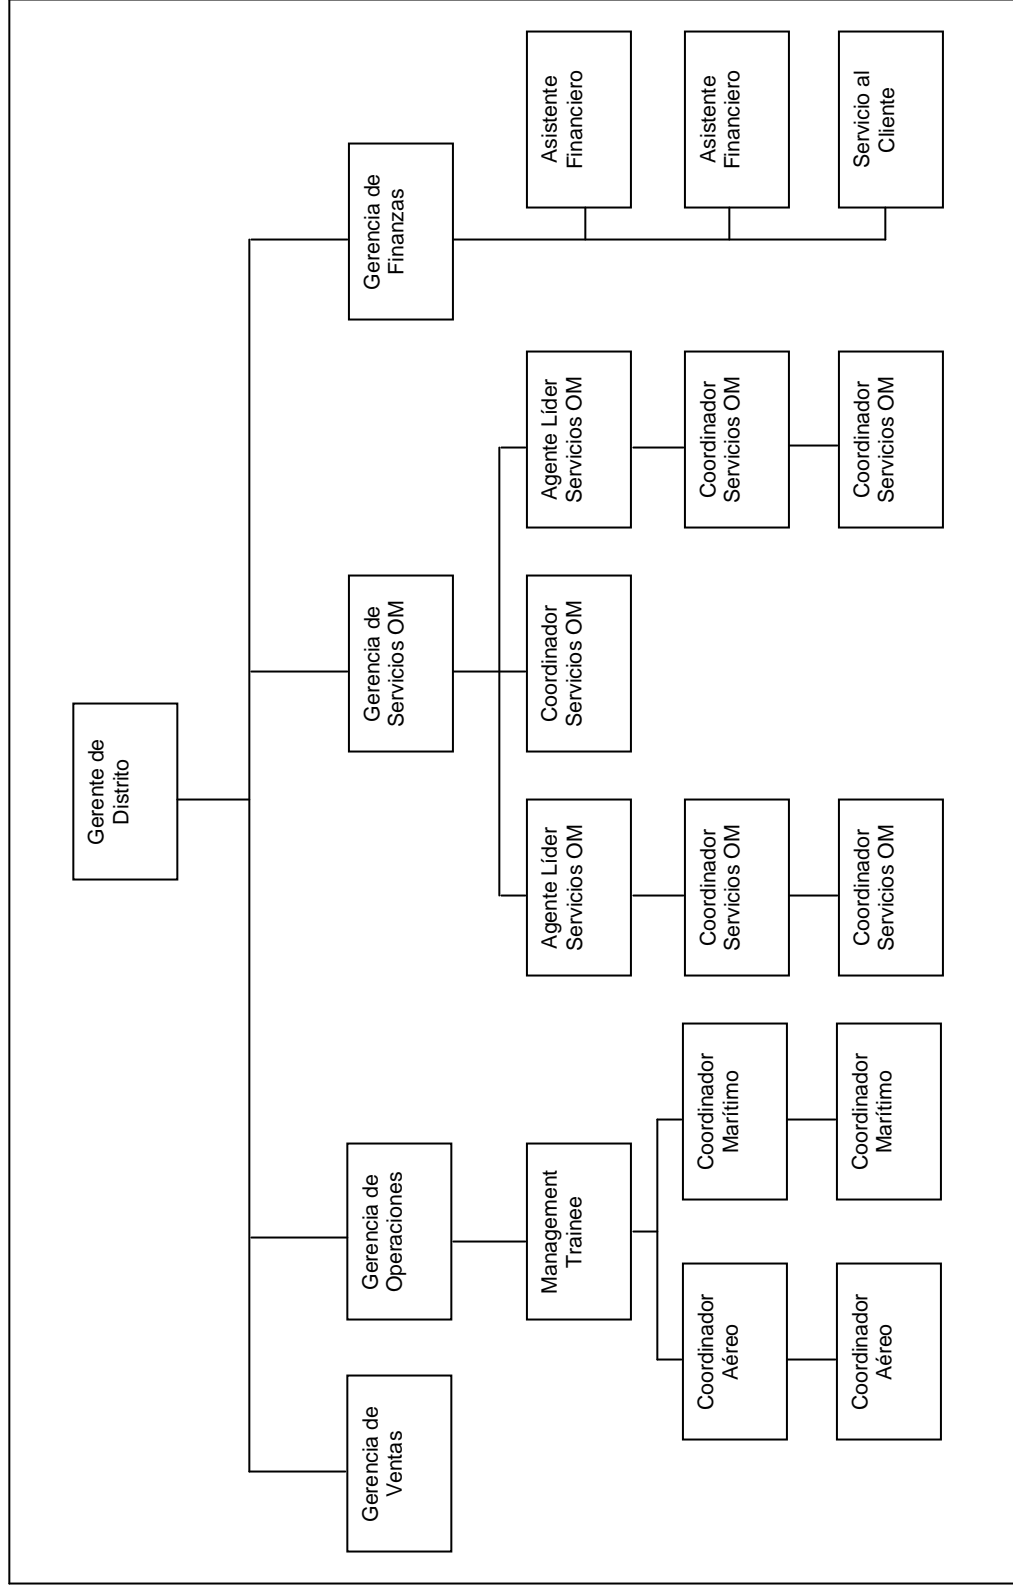 Gerente de
Distrito
Gerencia de
Ventas
Gerencia de
Operaciones
Gerencia de
Servicios OM
Gerencia de
Finanzas
Management
Trainee
Agente Líder
Servicios OM
Coordinador
Servicios OM
Agente Líder
Servicios OM
Asistente
Financiero
Coordinador
Aéreo
Coordinador
Marítimo
Coordinador
Servicios OM
Coordinador
Servicios OM
Asistente
Financiero
Coordinador
Aéreo
Coordinador
Marítimo
Coordinador
Servicios OM
Coordinador
Servicios OM
Servicio al
Cliente